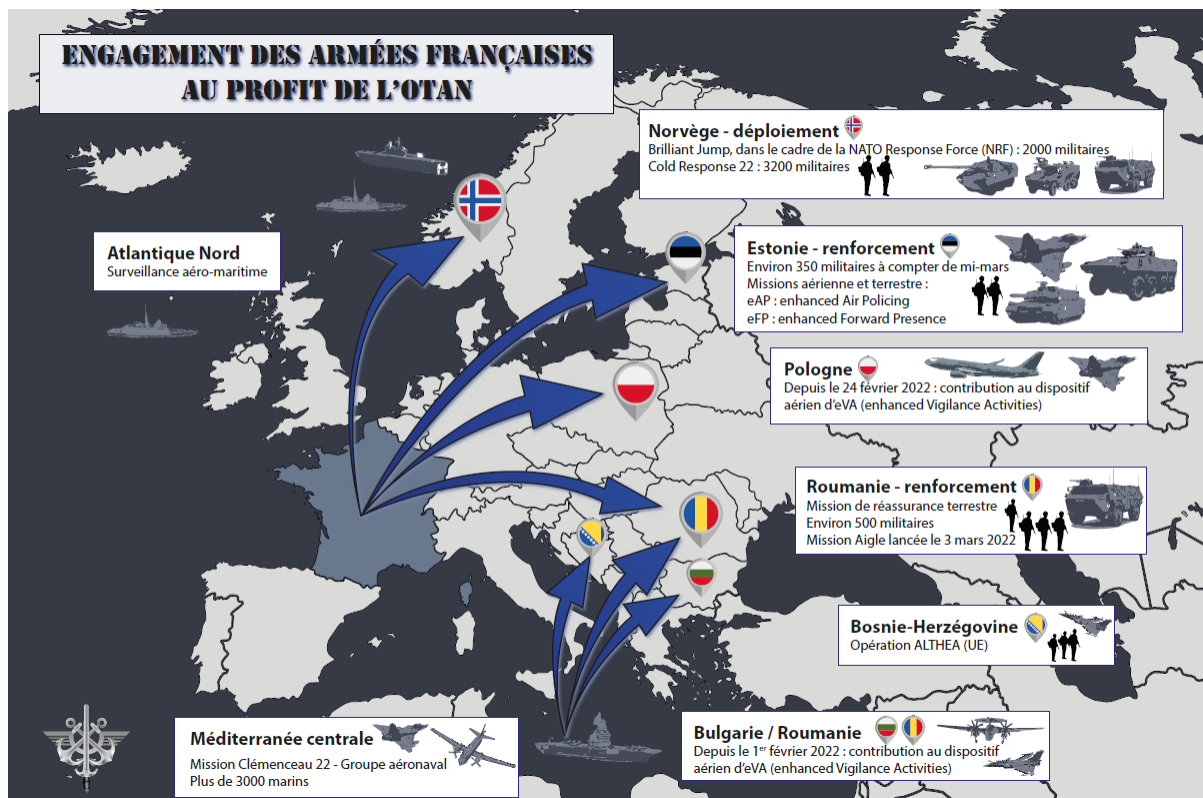 ENGAGEMENT DES ARMÉES FRANÇAISES
AU PROFIT DE L'OTAN
Norvège - déploiement
Brilliant Jump, dans le cadre de la NATO Response Force (NRF) : 2000 militaires
Cold Response 22 : 3200 militaires
Atlantique Nord
Surveillance aéro-maritime
Estonie - renforcement
Environ 350 militaires à compter de mi-mars
Missions aérienne et terrestre :
eAP : enhanced Air Policing
eFP : enhanced Forward Presence
Pologne
Depuis le 24 février 2022 : contribution au dispositif
aérien d'eVA (enhanced Vigilance Activities)
Roumanie - renforcement
Mission de réassurance terrestre
Environ 500 militaires
Mission Aigle lancée le 3 mars 2022
Bosnie-Herzégovine
Opération ALTHEA (UE)
Méditerranée centrale
Mission Clémenceau 22 - Groupe aéronaval
Plus de 3000 marins
Bulgarie / Roumanie
Depuis le 1er février 2022 : contribution au dispositif
aérien d'eVA (enhanced Vigilance Activities)